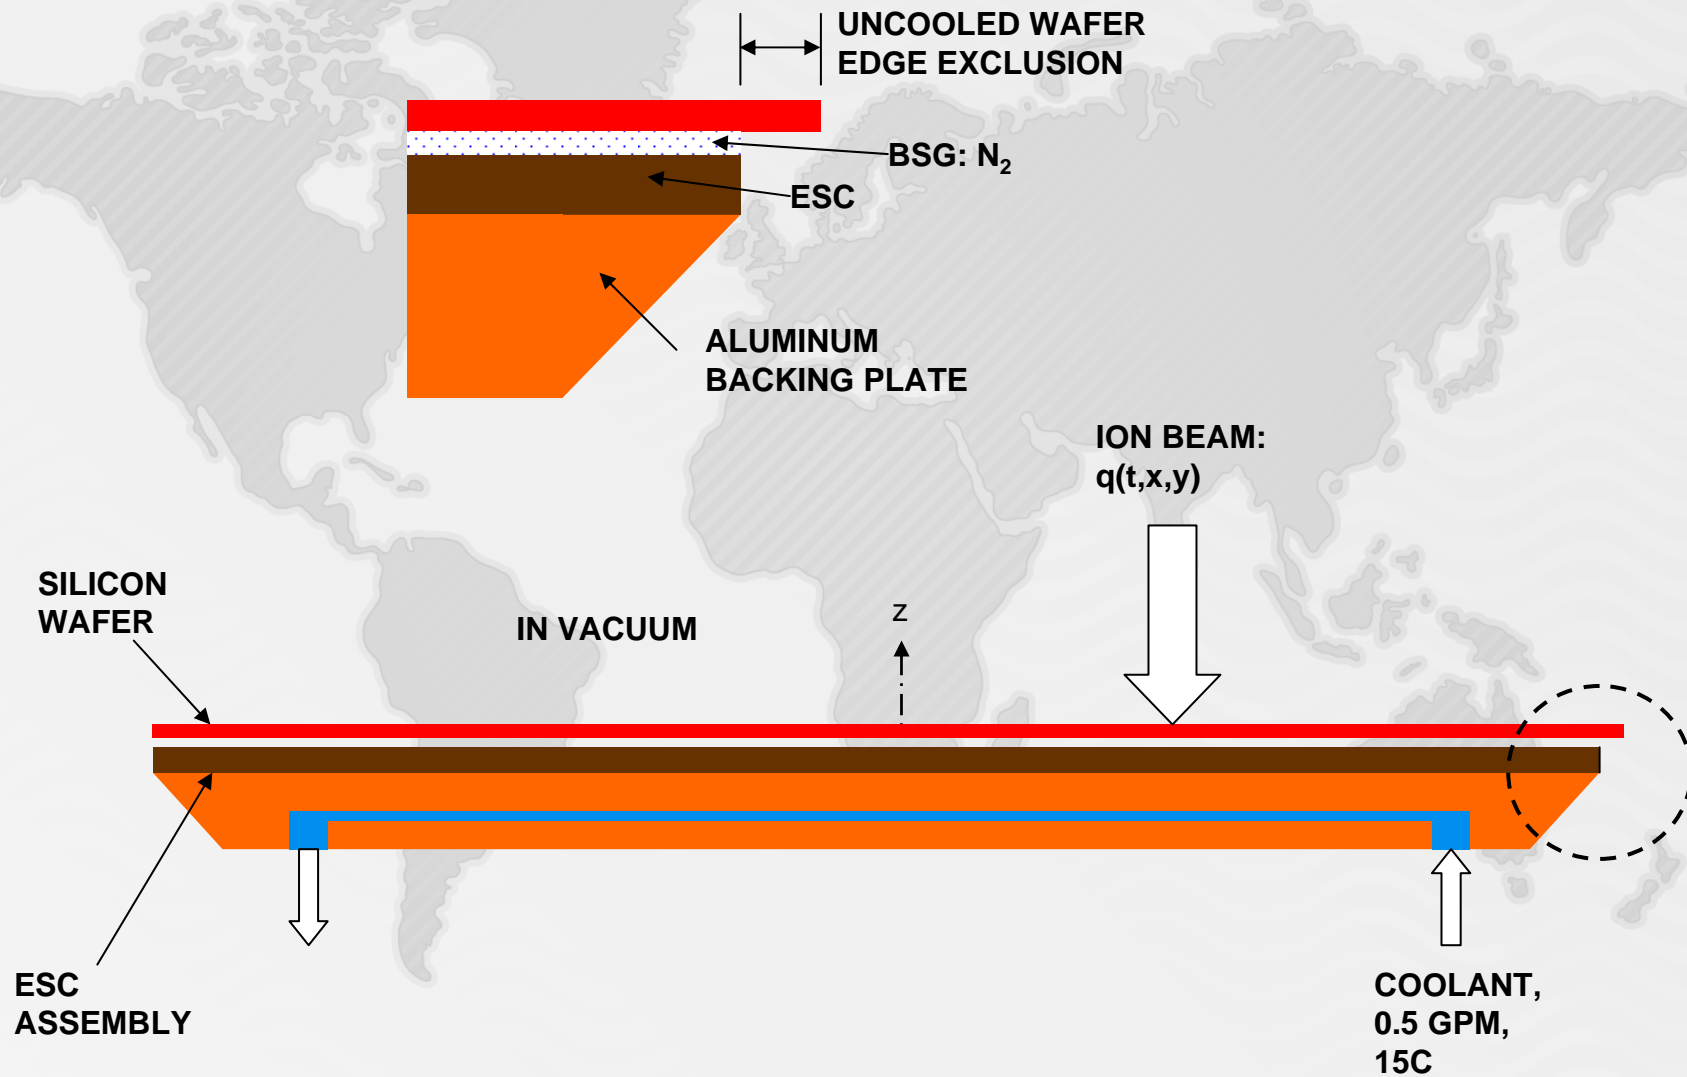 UNCOOLED WAFER
EDGE EXCLUSION
BSG: N₂
ESC
ALUMINUM
BACKING PLATE
ION BEAM:
q(t,x,y)
SILICON
WAFER
IN VACUUM
z
ESC
ASSEMBLY
COOLANT,
0.5 GPM,
15C